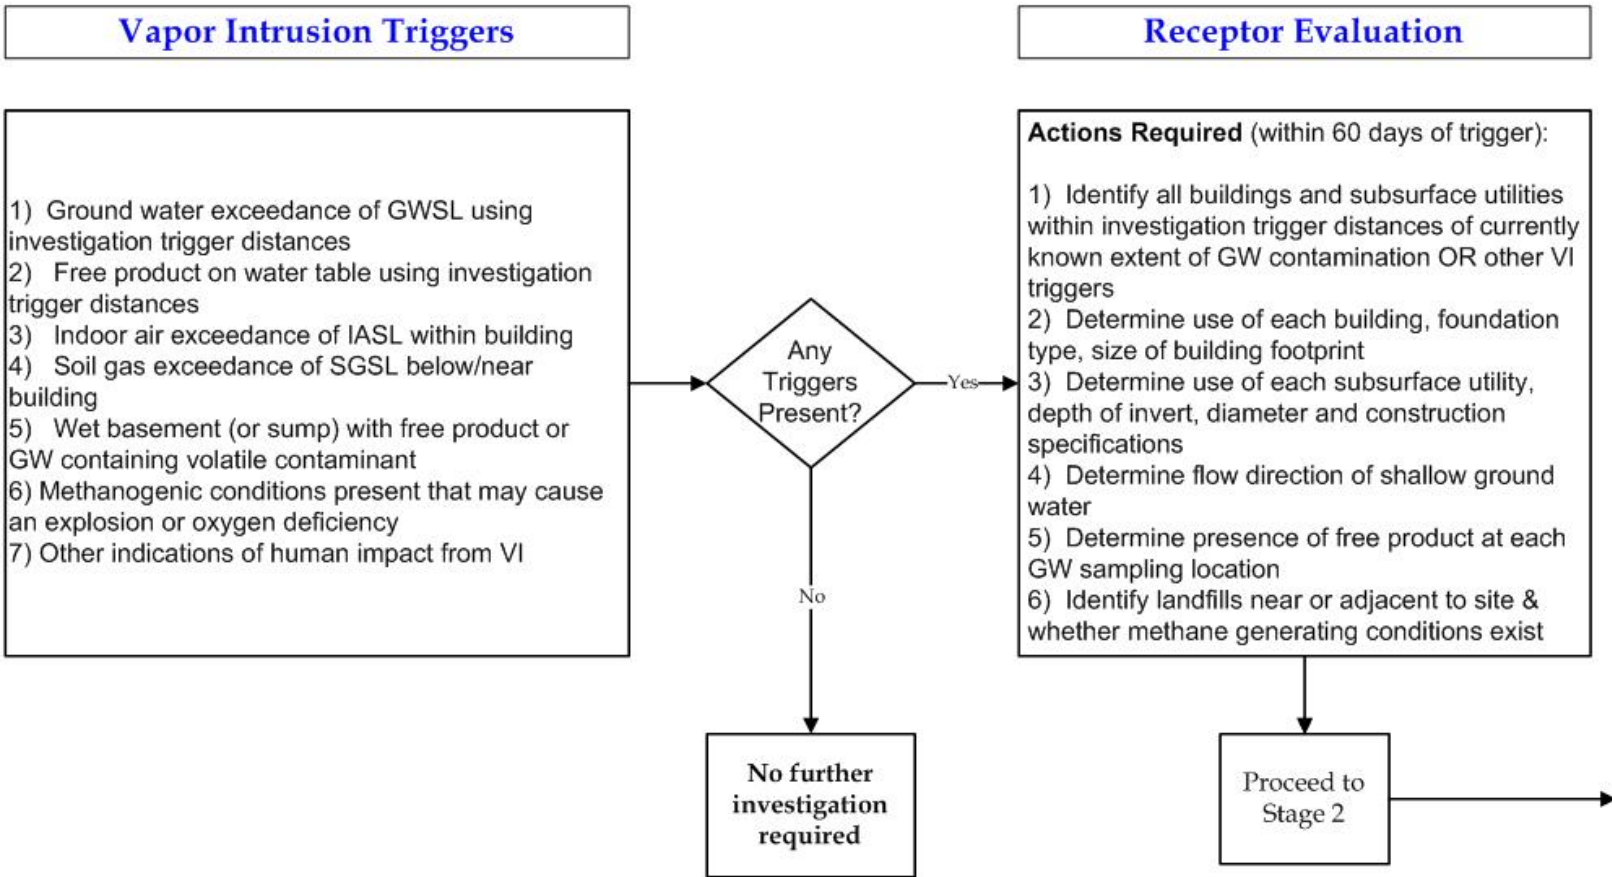 Vapor Intrusion Triggers
Receptor Evaluation
1) Ground water exceedance of GWSL using
investigation trigger distances
2) Free product on water table using investigation
trigger distances
3) Indoor air exceedance of IASL within building
4) Soil gas exceedance of SGSL below/near
building
5) Wet basement (or sump) with free product or
GW containing volatile contaminant
6) Methanogenic conditions present that may cause
an explosion or oxygen deficiency
7) Other indications of human impact from VI
Any
Triggers
Present?
Yes
No
No further
investigation
required
Actions Required (within 60 days of trigger):
1) Identify all buildings and subsurface utilities
within investigation trigger distances of currently
known extent of GW contamination OR other VI
triggers
2) Determine use of each building, foundation
type, size of building footprint
3) Determine use of each subsurface utility,
depth of invert, diameter and construction
specifications
4) Determine flow direction of shallow ground
water
5) Determine presence of free product at each
GW sampling location
6) Identify landfills near or adjacent to site &
whether methane generating conditions exist
Proceed to
Stage 2